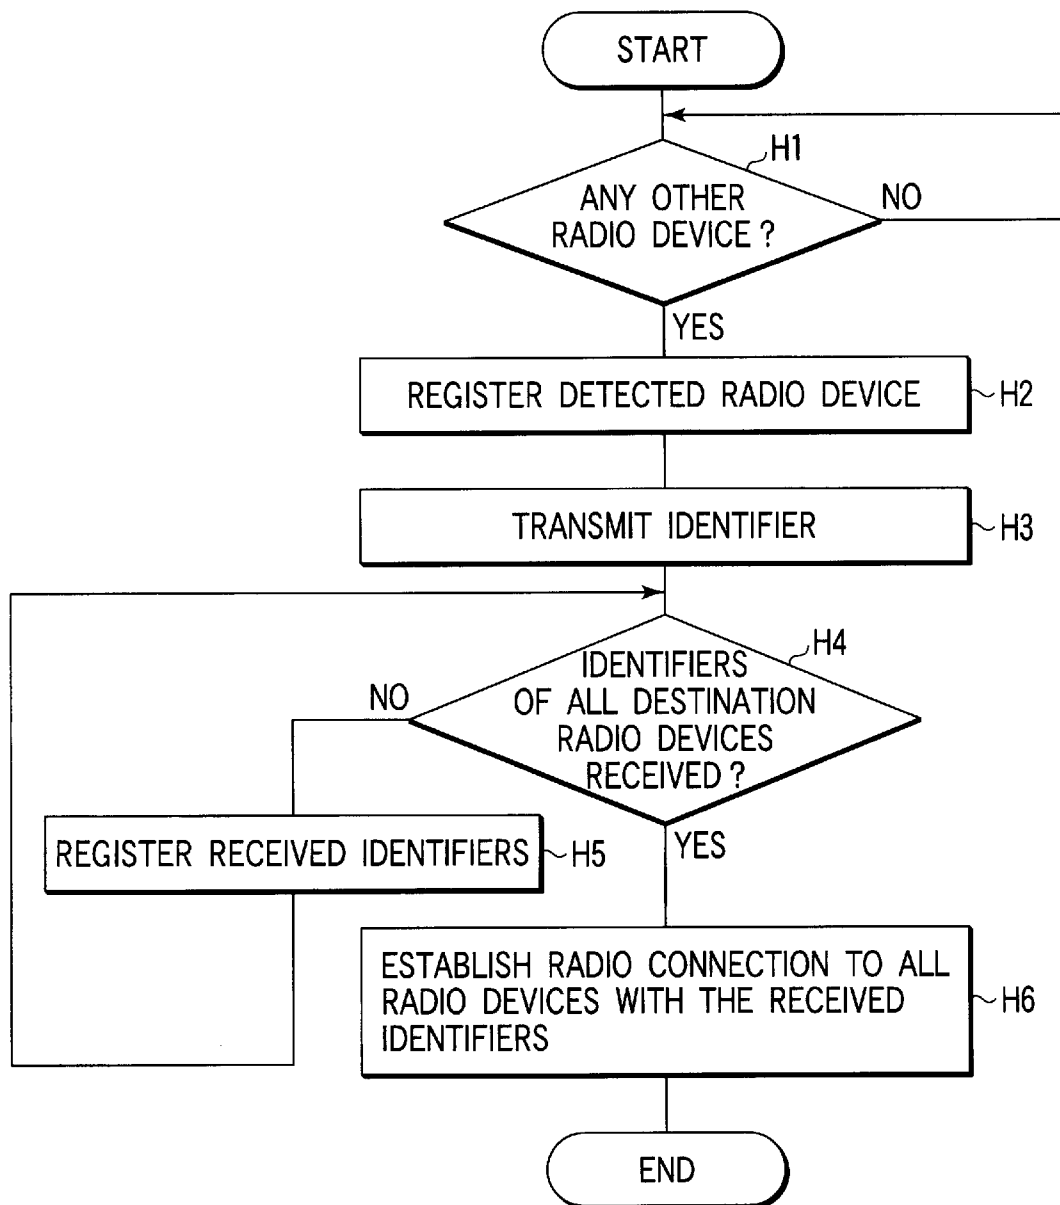 START
H1
ANY OTHER
RADIO DEVICE?
NO
YES
REGISTER DETECTED RADIO DEVICE
H2
TRANSMIT IDENTIFIER
H3
H4
IDENTIFIERS
OF ALL DESTINATION
RADIO DEVICES
RECEIVED?
NO
YES
REGISTER RECEIVED IDENTIFIERS
H5
ESTABLISH RADIO CONNECTION TO ALL
RADIO DEVICES WITH THE RECEIVED
IDENTIFIERS
H6
END